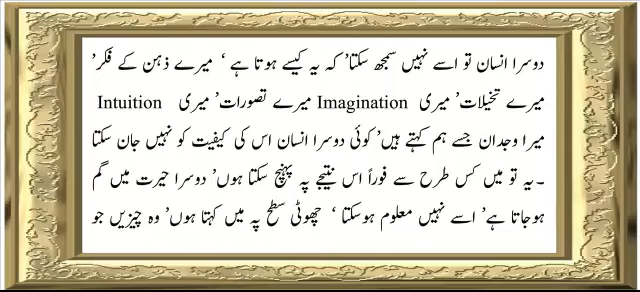 دوسرا انسان تو اسے نہیں سمجھ سکتا’ کہ یہ کیسے ہوتا ہے ‘ میرے ذہن کے فکر’
میرے تخیلات’ میری Imagination میرے تصورات’ میری Intuition
میرا وجدان جسے ہم کہتے ہیں’ کوئی دوسرا انسان اس کی کیفیت کو نہیں جان سکتا
۔ یہ تو میں کس طرح سے فوراً اس نتیجے پہ پہنچ سکتا ہوں’ دوسرا حیرت میں گم
ہوجاتا ہے’ اسے نہیں معلوم ہوسکتا ‘ چھوٹی سطح پہ میں کہتا ہوں’ وہ چیزیں جو